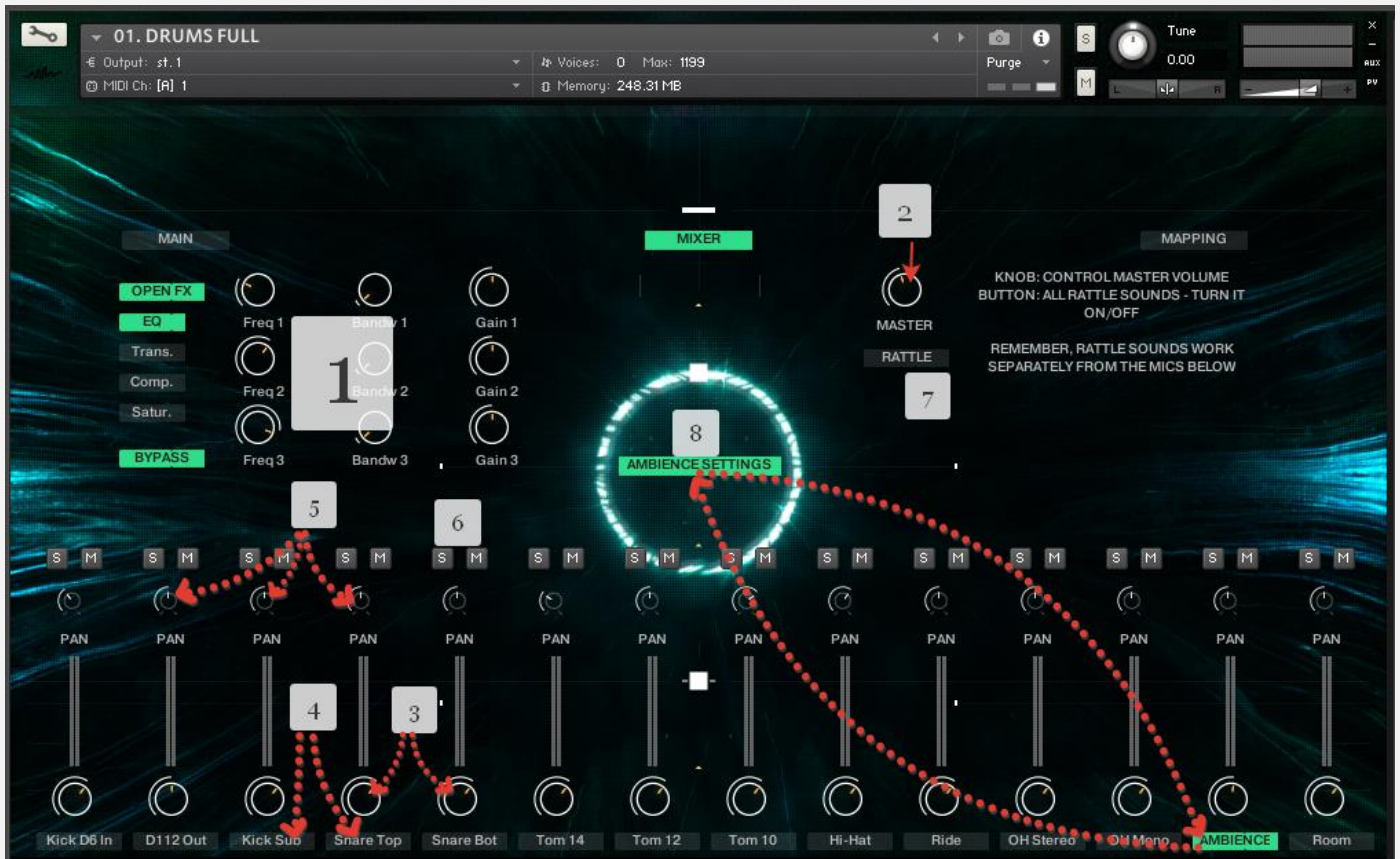 01. DRUMS FULL
Output: st.1
Voices: 0 Max: 1199
Purge
MIDI Ch: [A] 1
Memory: 248.31 MB
S
M
Tune
0.00
L
R
×
-
AUX
PV
- +
2
MAIN
MIXER
MAPPING
OPEN FX
EQ
Trans.
Comp.
Satur.
BYPASS
Freq 1 Bandw 1 Gain 1
Freq 2 Bandw 2 Gain 2
Freq 3 Bandw 3 Gain 3
1
MASTER
RATTLE
7
KNOB: CONTROL MASTER VOLUME
BUTTON: ALL RATTLE SOUNDS - TURN IT
ON/OFF
REMEMBER, RATTLE SOUNDS WORK
SEPARATELY FROM THE MICS BELOW
8
AMBIENCE SETTINGS
5
6
S M S M S M S M S M S M S M S M S M S M S M S M S M S M
PAN PAN PAN PAN PAN PAN PAN PAN PAN PAN PAN PAN PAN PAN
4
3
Kick D6 In D112 Out Kick Sub Snare Top Snare Bot Tom 14 Tom 12 Tom 10 Hi-Hat Ride OH Stereo OH Mono AMBIENCE Room